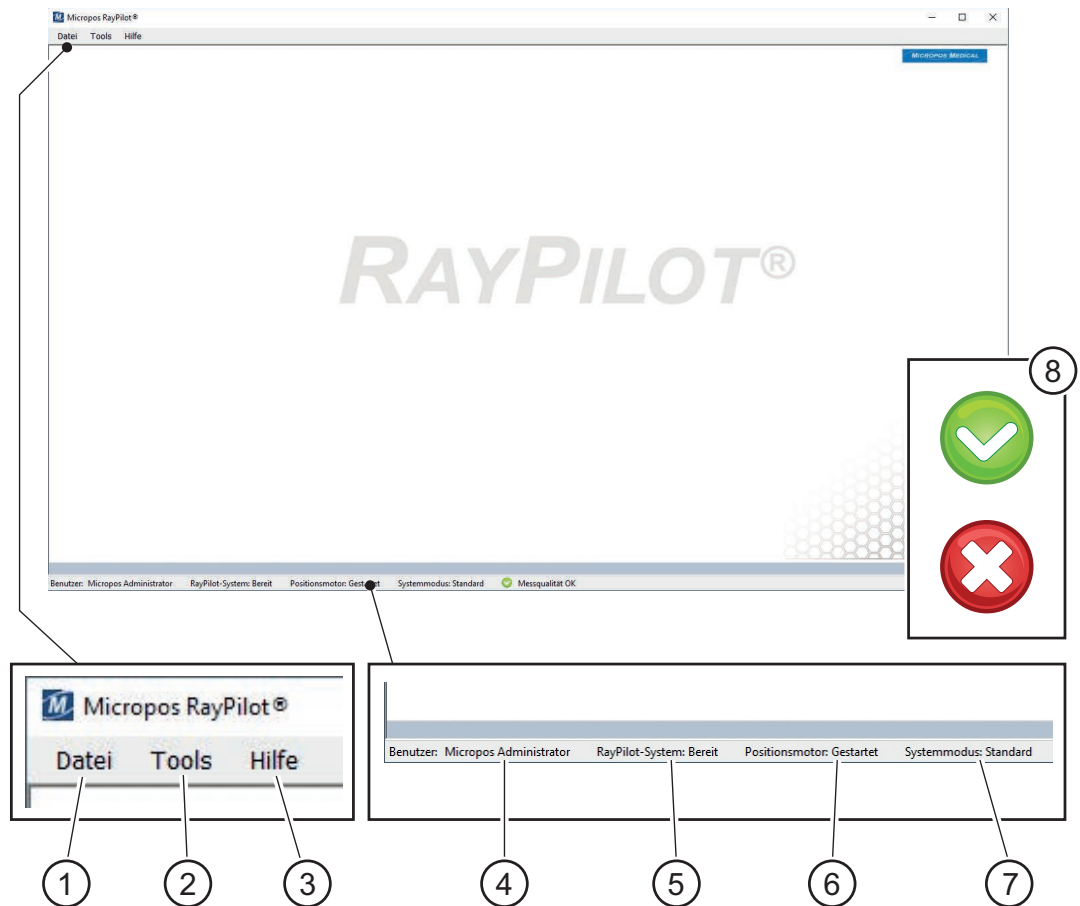 Micropos RayPilot®
Datei Tools Hilfe
MICROPOS MEDICAL
RAYPILOT®
8
Benutzer: Micropos Administrator RayPilot-System: Bereit Positionsmotor: Gestartet Systemmodus: Standard Messqualität OK
Micropos RayPilot®
Datei Tools Hilfe
Benutzer: Micropos Administrator RayPilot-System: Bereit Positionsmotor: Gestartet Systemmodus: Standard
1 2 3 4 5 6 7